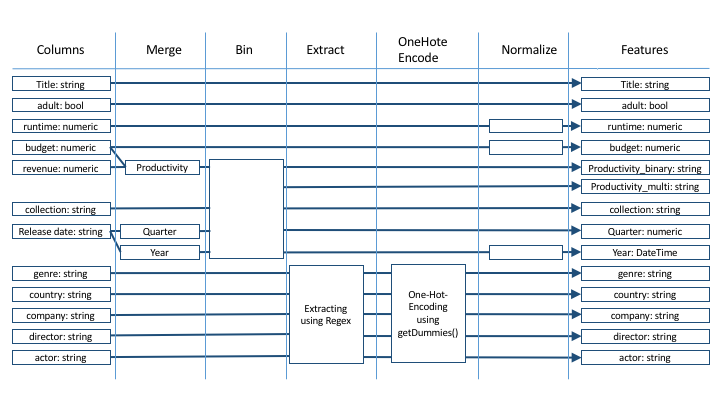 Columns
Merge
Bin
Extract
OneHote
Encode
Normalize
Features
Title: string
Title: string
adult: bool
adult: bool
runtime: numeric
runtime: numeric
budget: numeric
budget: numeric
revenue: numeric
Productivity
Productivity_binary: string
Productivity_multi: string
collection: string
collection: string
Release date: string
Quarter
Quarter: numeric
Year
Year: DateTime
genre: string
genre: string
country: string
country: string
company: string
company: string
director: string
director: string
actor: string
actor: string
Extracting
using Regex
One-Hot-
Encoding
using
getDummies()